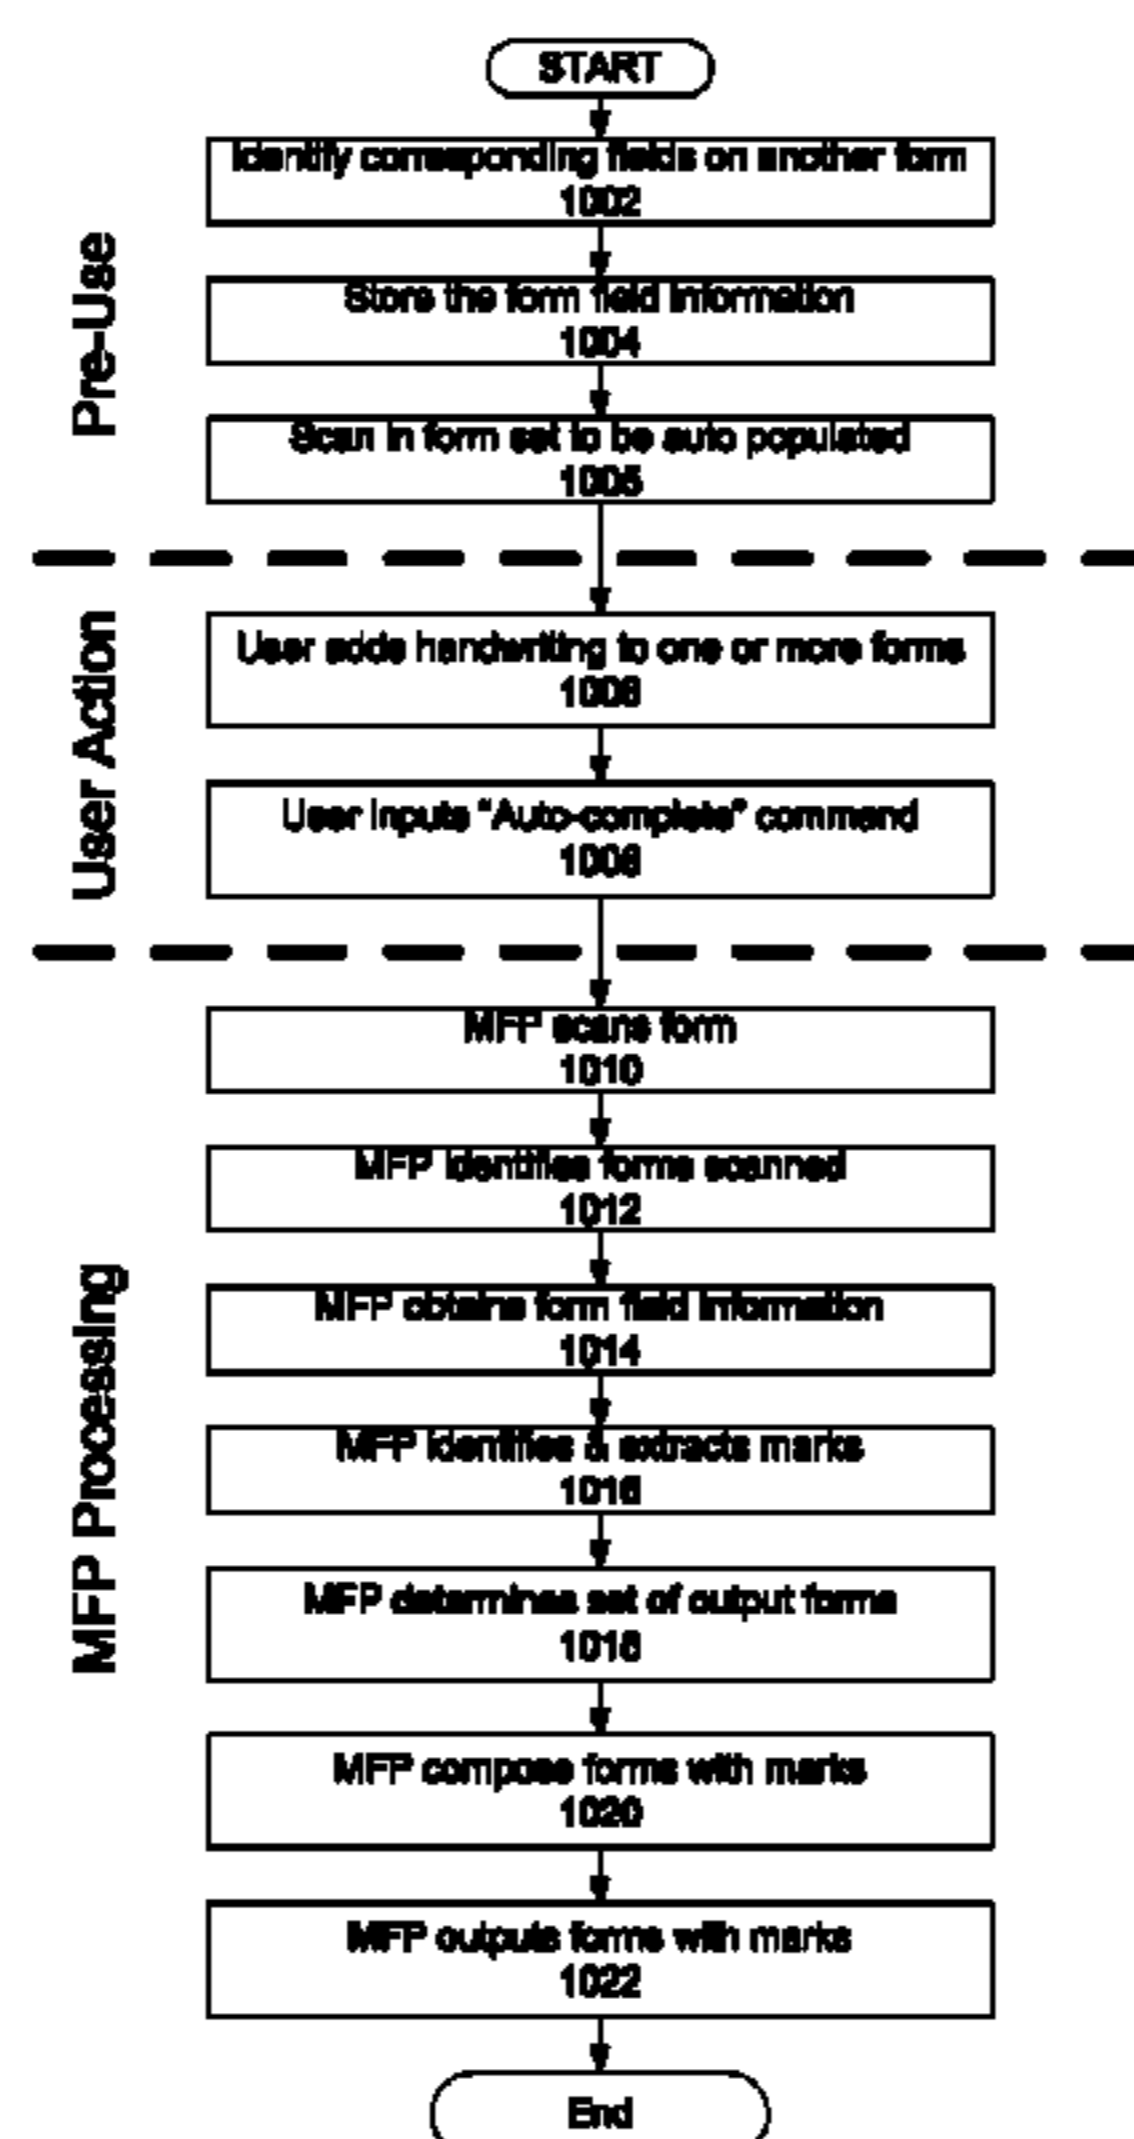 START
Pre-Use
Identify corresponding fields on another form
1002
Store the form field information
1004
Scan in form set to be auto populated
1005
User Action
User adds handwriting to one or more forms
1006
User inputs “Auto-complete” command
1008
MFP Processing
MFP scans form
1010
MFP identifies forms scanned
1012
MFP obtains form field information
1014
MFP identifies & extracts marks
1016
MFP determines set of output forms
1018
MFP compose forms with marks
1020
MFP outputs forms with marks
1022
End